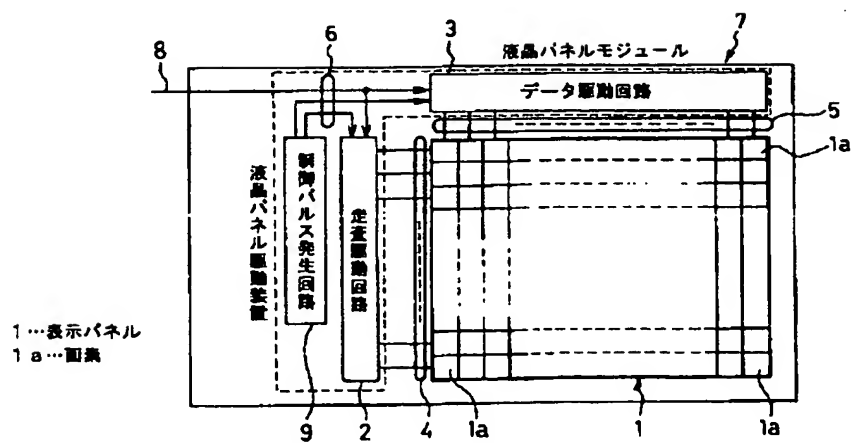 6
3
液晶パネルモジュール
7
8
データ駆動回路
5
1a
液晶パネル駆動装置
制御パルス発生回路
走査駆動回路
1…表示パネル
1a…画素
9
2
4
1a
1
1a